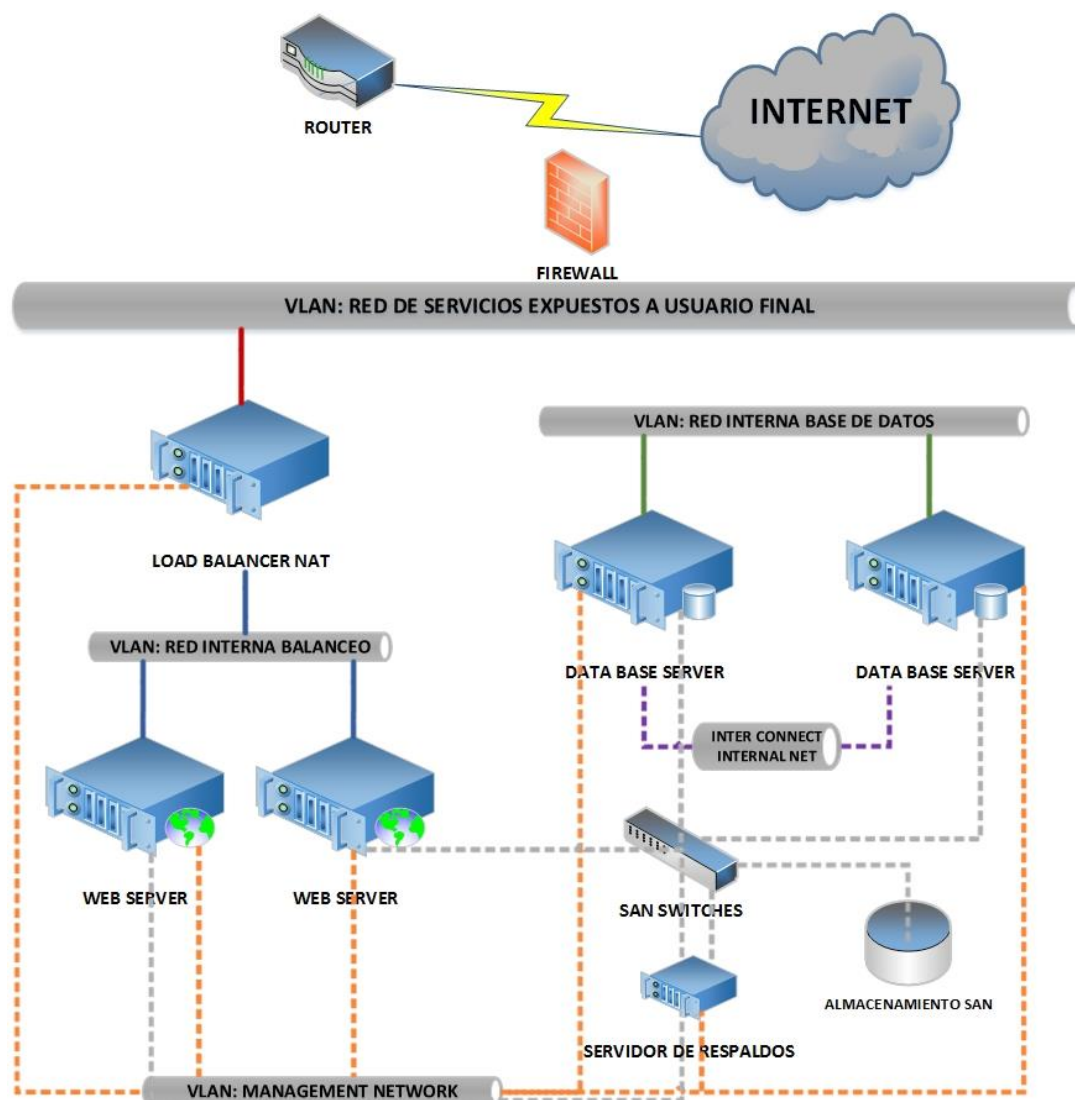 INTERNET
ROUTER
FIREWALL
VLAN: RED DE SERVICIOS EXPUESTOS A USUARIO FINAL
VLAN: RED INTERNA BASE DE DATOS
LOAD BALANCER NAT
VLAN: RED INTERNA BALANCEO
DATA BASE SERVER
DATA BASE SERVER
INTER CONNECT
INTERNAL NET
WEB SERVER
WEB SERVER
SAN SWITCHES
ALMACENAMIENTO SAN
SERVIDOR DE RESPALDOS
VLAN: MANAGEMENT NETWORK